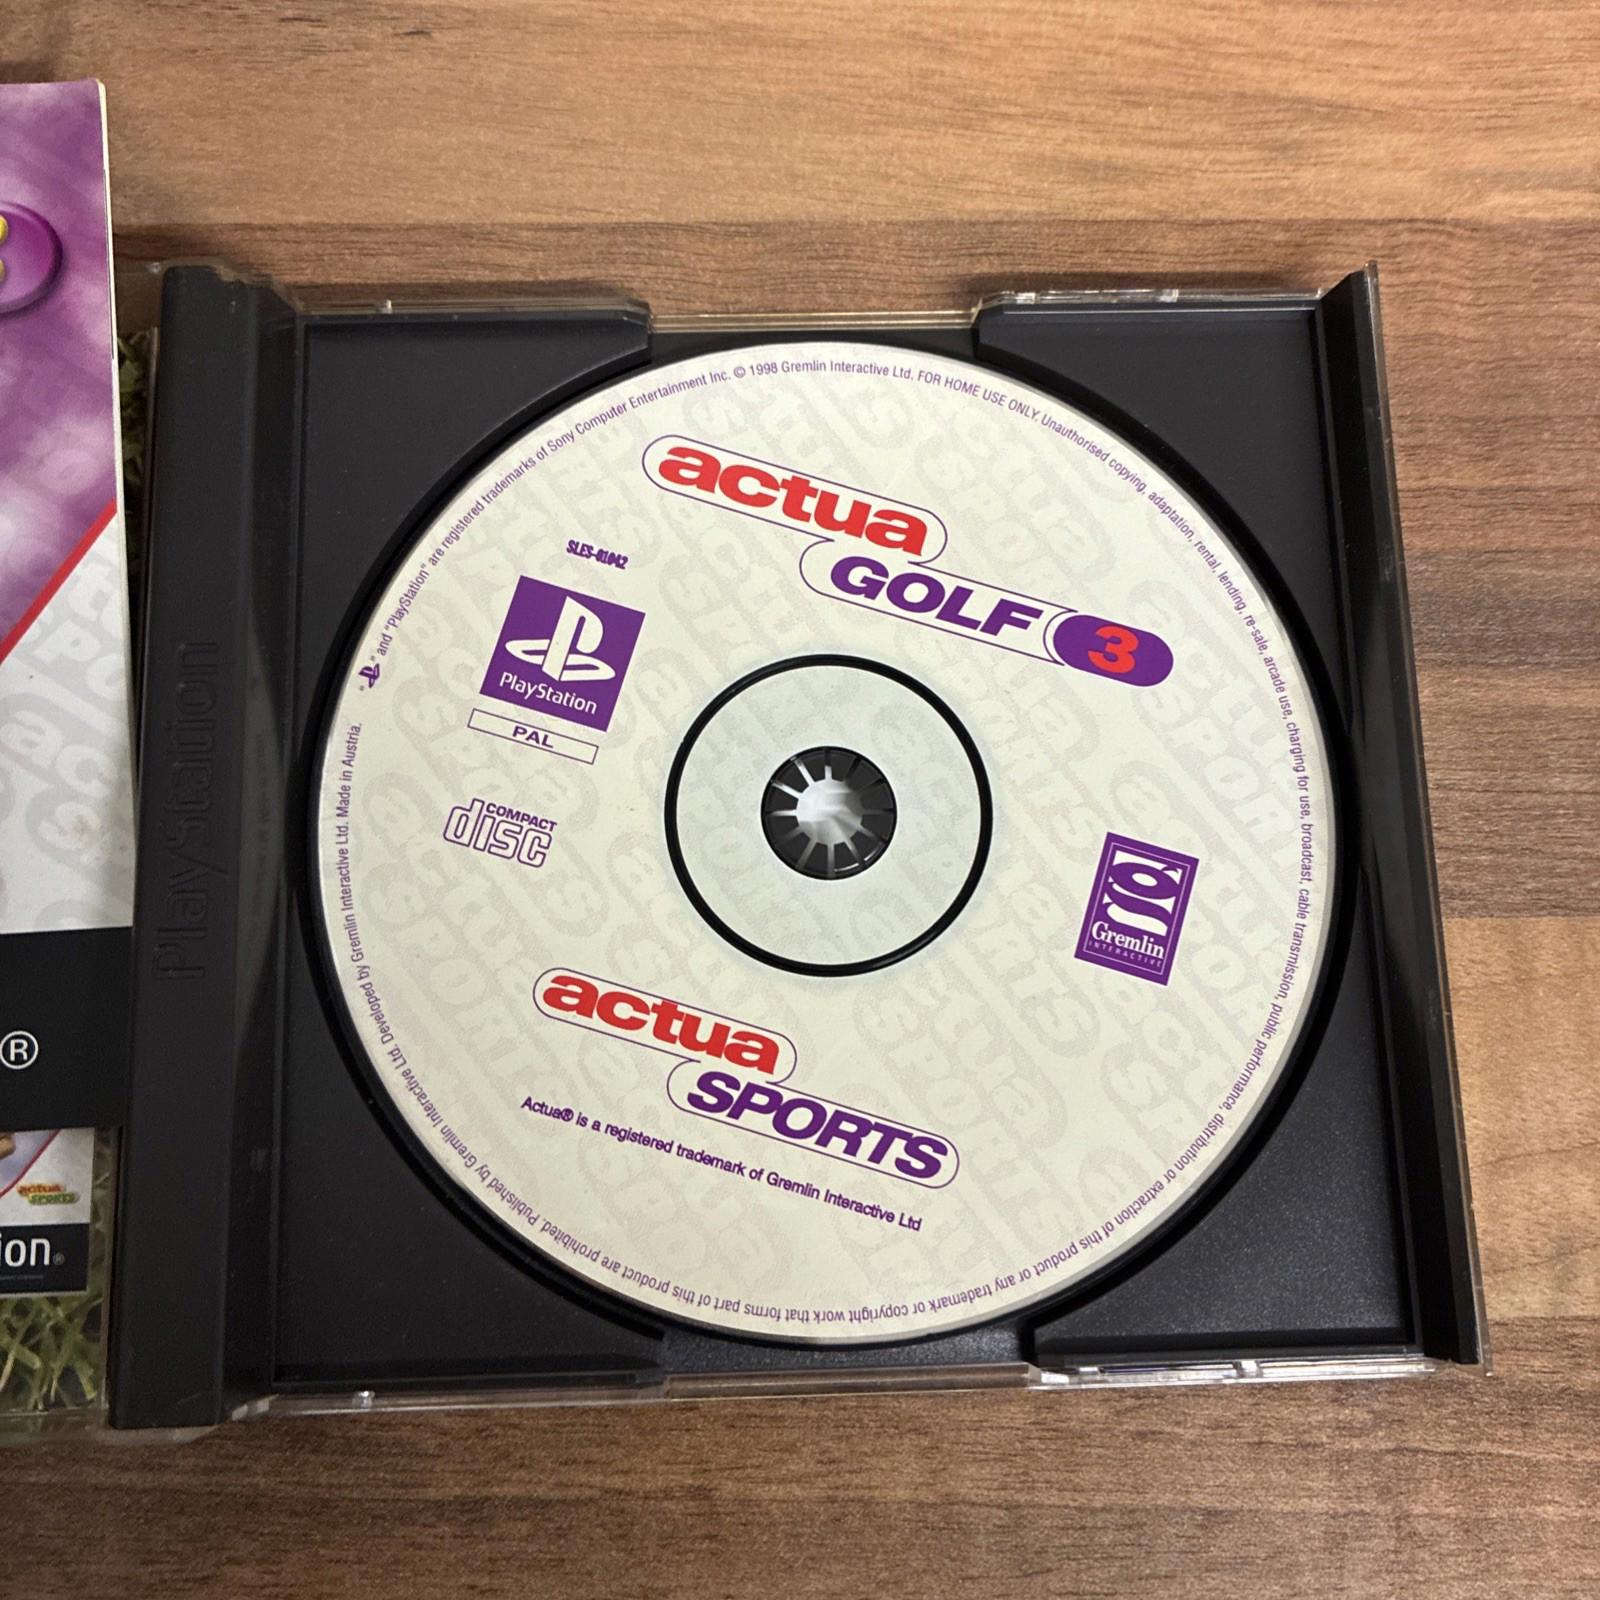 "PS" and "PlayStation" are registered trademarks of Sony Computer Entertainment Inc. © 1998 Gremlin Interactive Ltd. FOR HOME USE ONLY. Unauthorised copying, adaptation, rental, lending, re-sale, arcade use, charging for use, broadcast, cable transmission, public performance, distribution or extraction of this product or any trademark or copyright work that forms part of this product are prohibited. Published by Gremlin Interactive Ltd. Developed by Gremlin Interactive Ltd. Made in Austria.
actua
GOLF 3
SLES-01042
PlayStation
PAL
COMPACT
disc
Gremlin
INTERACTIVE
actua
SPORTS
Actua® is a registered trademark of Gremlin Interactive Ltd
PlayStation
®
actua
SPORTS
ion®